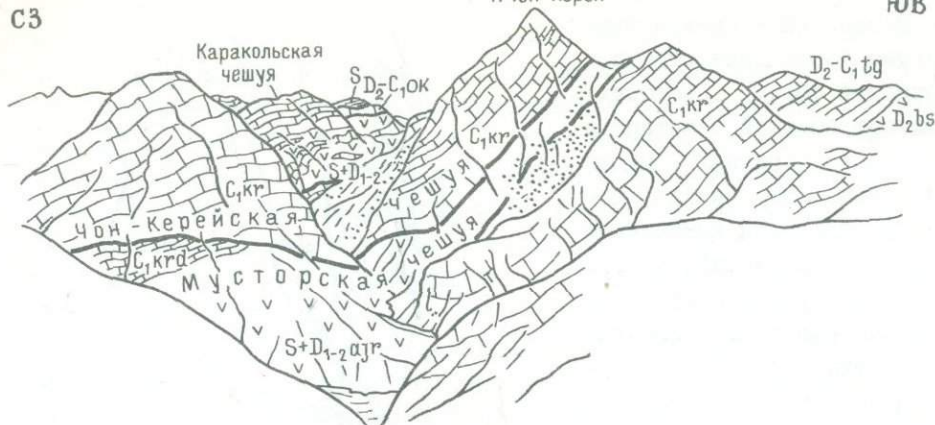 СЗ
ЮВ
Каракольская
чешуя
S D₂-C₁ok
D₂-C₁tg
C₁kr
C₁kr
D₂bs
S+D₁₋₂
C₁kr
чешуя
Чон-Керейская
чешуя
C₁krd
Мусторская
S+D₁₋₂ajr